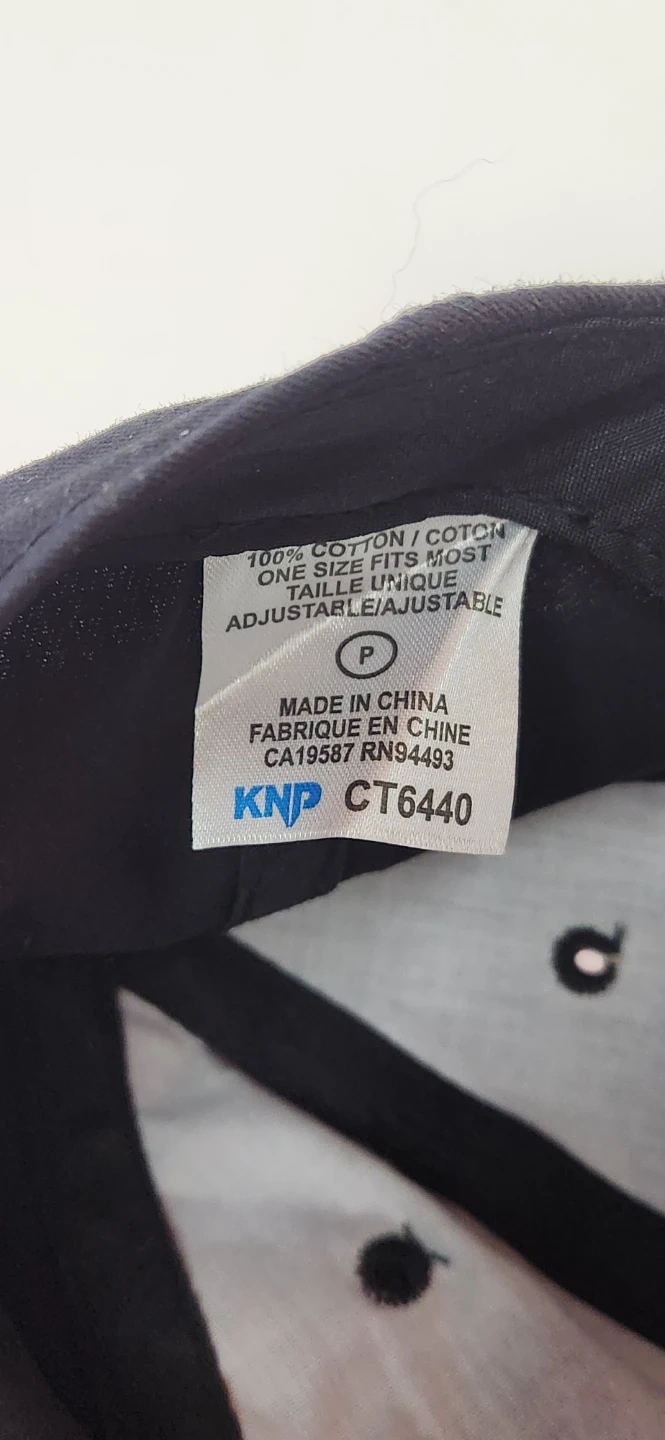 100% COTTON / COTON
ONE SIZE FITS MOST
TAILLE UNIQUE
ADJUSTABLE/AJUSTABLE
P
MADE IN CHINA
FABRIQUE EN CHINE
CA19587 RN94493
KNP CT6440